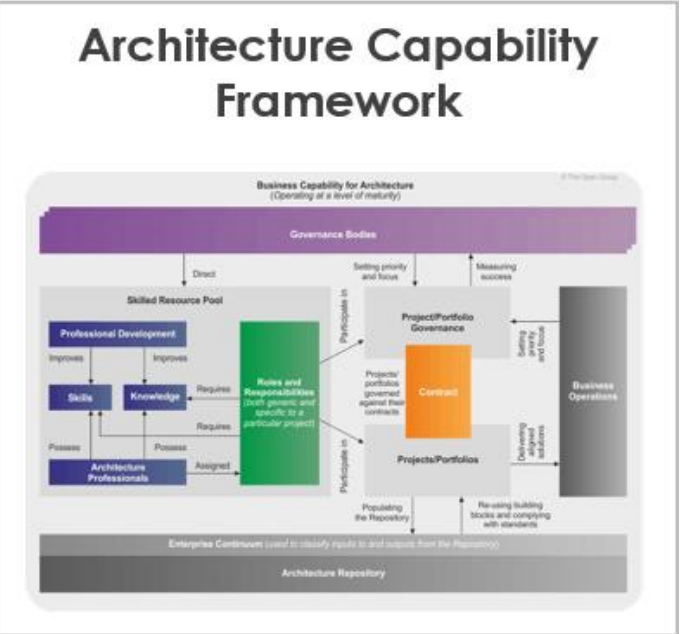 Architecture Capability
Framework
© The Open Group
Business Capability for Architecture
(Operating at a level of maturity)
Governance Bodies
Direct
Setting priority
and focus
Measuring
success
Skilled Resource Pool
Professional Development
Improves
Improves
Skills
Knowledge
Requires
Requires
Possess
Possess
Architecture
Professionals
Assigned
Roles and
Responsibilities
(both generic and
specific to a
particular project)
Participate in
Participate in
Project/Portfolio
Governance
Projects/
portfolios
governed
against their
contracts
Contract
Projects/Portfolios
Setting
priority
and focus
Delivering
aligned
solutions
Business
Operations
Populating
the Repository
Re-using building
blocks and complying
with standards
Enterprise Continuum (used to classify inputs to and outputs from the Repository)
Architecture Repository